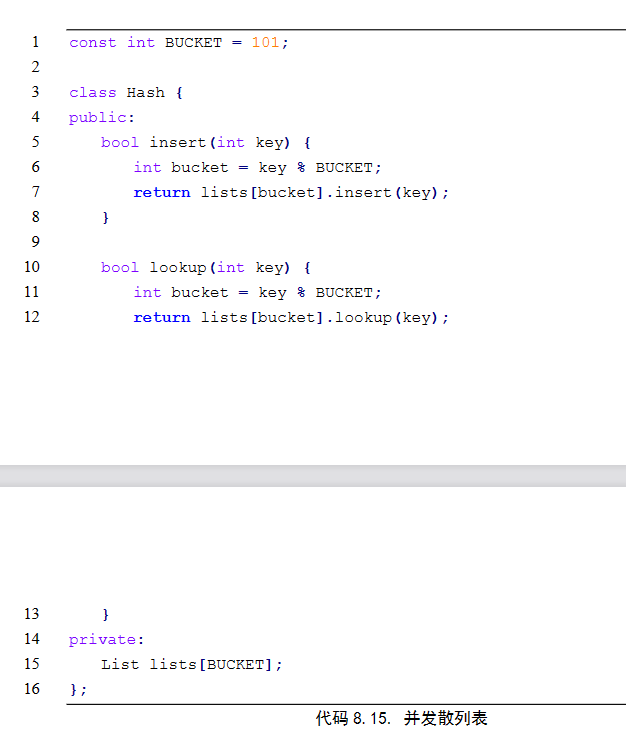 1 const int BUCKET = 101;
2
3 class Hash {
4 public:
5 bool insert(int key) {
6 int bucket = key % BUCKET;
7 return lists[bucket].insert(key);
8 }
9
10 bool lookup(int key) {
11 int bucket = key % BUCKET;
12 return lists[bucket].lookup(key);
13 }
14 private:
15 List lists[BUCKET];
16 };
代码 8.15. 并发散列表